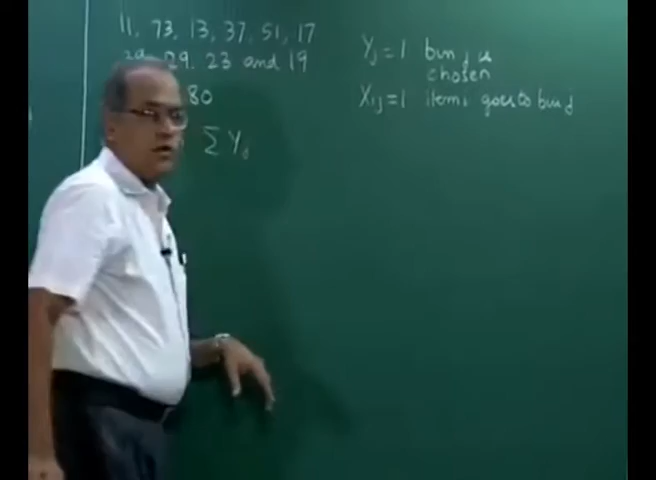 11, 73, 13, 37, 51, 17
29. 23 and 19
80
Σ Yj
Yj = 1 bin j is
chosen
Xij = 1 item i goes to bin j